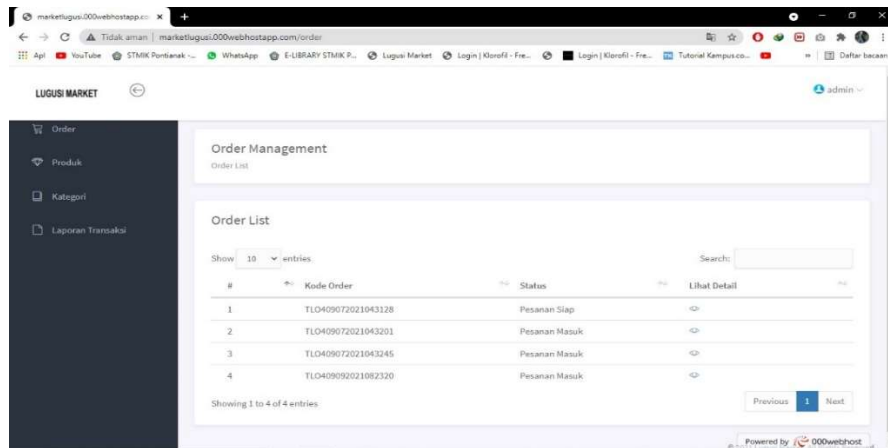 marketlugusi.000webhostapp.co
Tidak aman | marketlugusi.000webhostapp.com/order
Apl YouTube STMIK Pontianak -... WhatsApp E-LIBRARY STMIK P... Lugusi Market Login | Klorofil - Fre... Login | Klorofil - Fre... Tutorial Kampus.co... » Daftar bacaan
LUGUSI MARKET admin
Order
Produk
Kategori
Laporan Transaksi
Order Management
Order List
Order List
Show 10 entries Search:
# Kode Order Status Lihat Detail
1 TLO409072021043128 Pesanan Siap
2 TLO409072021043201 Pesanan Masuk
3 TLO409072021043245 Pesanan Masuk
4 TLO409092021082320 Pesanan Masuk
Showing 1 to 4 of 4 entries Previous 1 Next
Powered by 000webhost